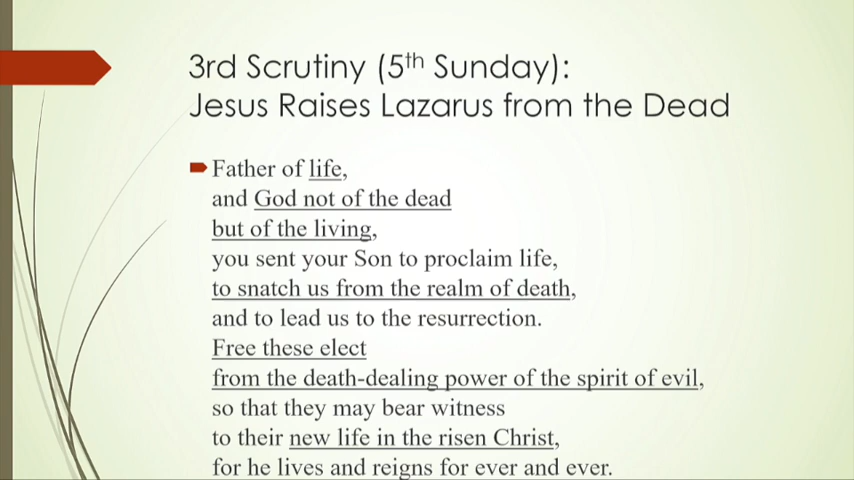 3rd Scrutiny (5th Sunday):
Jesus Raises Lazarus from the Dead
Father of life,
and God not of the dead
but of the living,
you sent your Son to proclaim life,
to snatch us from the realm of death,
and to lead us to the resurrection.
Free these elect
from the death-dealing power of the spirit of evil,
so that they may bear witness
to their new life in the risen Christ,
for he lives and reigns for ever and ever.